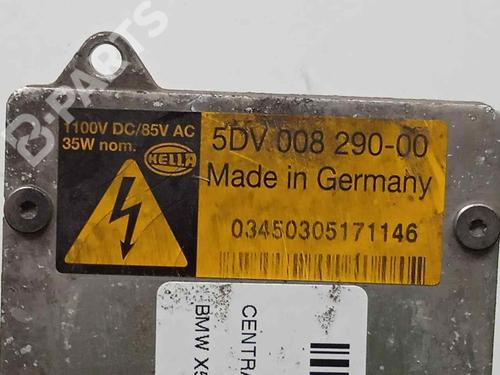 B-PARTS
1100V DC/85V AC
35W nom.
HELLA
5DV 008 290-00
Made in Germany
03450305171146
CENTRA
BMW X5